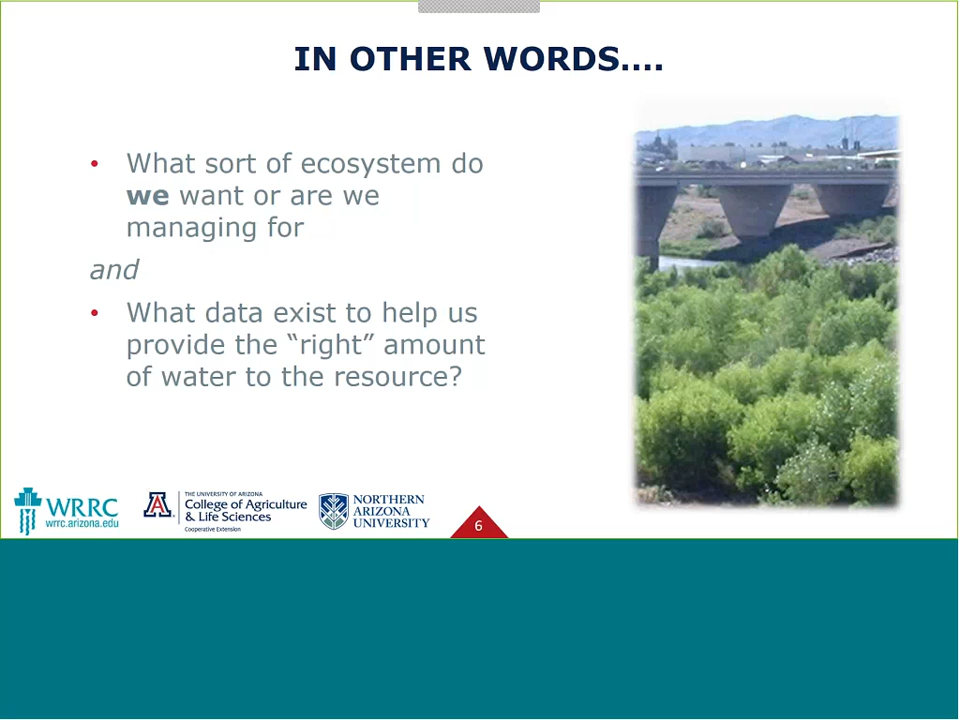 IN OTHER WORDS....
• What sort of ecosystem do
we want or are we
managing for
and
• What data exist to help us
provide the “right” amount
of water to the resource?
WRRC
wrrc.arizona.edu
A
THE UNIVERSITY OF ARIZONA
College of Agriculture
& Life Sciences
Cooperative Extension
NORTHERN
ARIZONA
UNIVERSITY
6